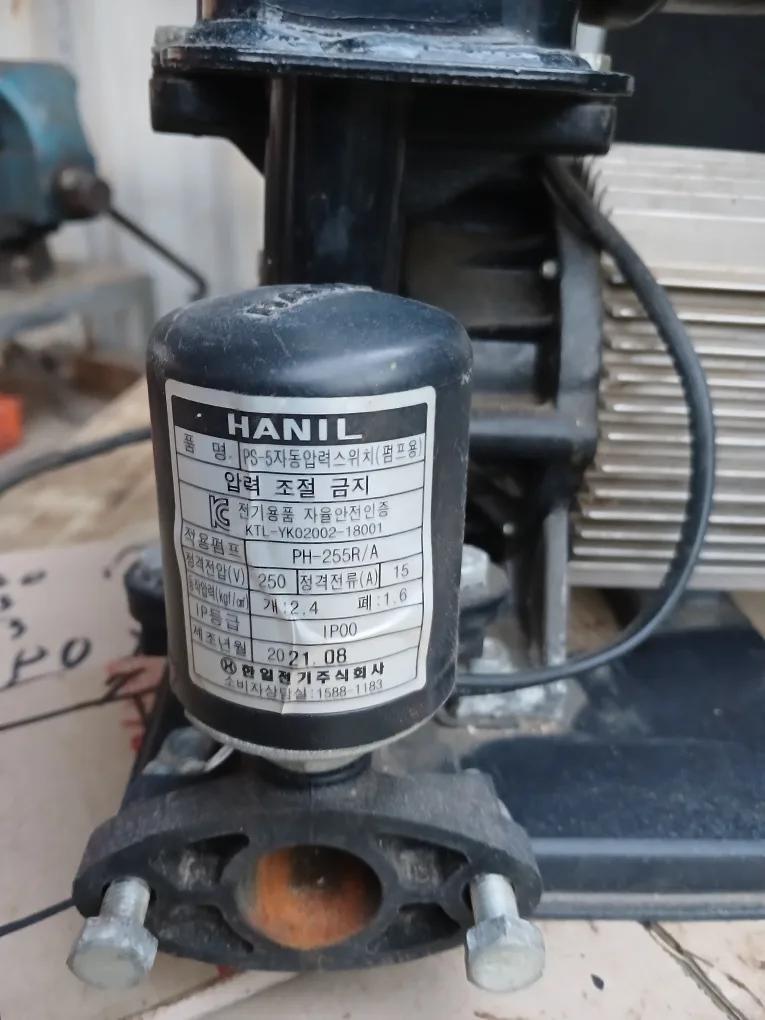 HANIL
품 명 PS-5자동압력스위치(펌프용)
압력 조절 금지
전기용품 자율안전인증
KTL-YK02002-18001
적용펌프 PH-255R/A
정격전압(V) 250 정격전류(A) 15
동작압력(kgf/㎠) 개:2.4 폐:1.6
IP등급 IP00
제조년월 2021.08
한일전기주식회사
소비자상담실:1588-1183